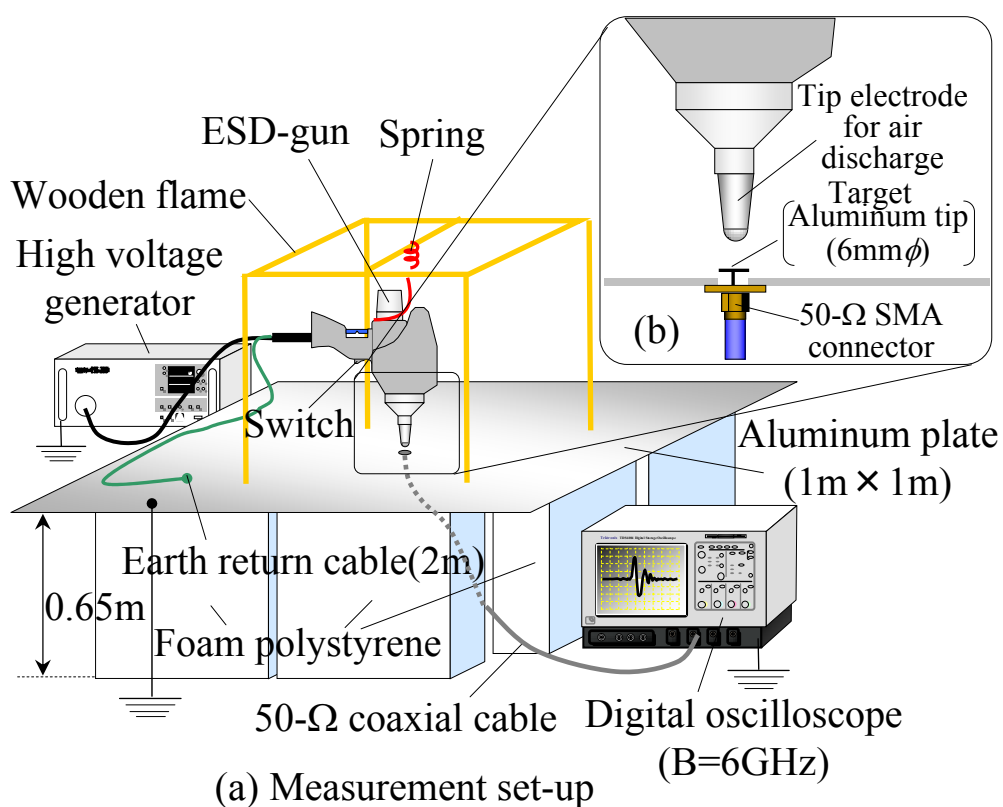 ESD-gun
Spring
Wooden flame
High voltage
generator
Switch
Tip electrode
for air
discharge
Target
Aluminum tip
(6mmϕ)
50-Ω SMA
connector
(b)
Aluminum plate
(1m×1m)
Earth return cable(2m)
0.65m
Foam polystyrene
50-Ω coaxial cable
Digital oscilloscope
(B=6GHz)
(a) Measurement set-up